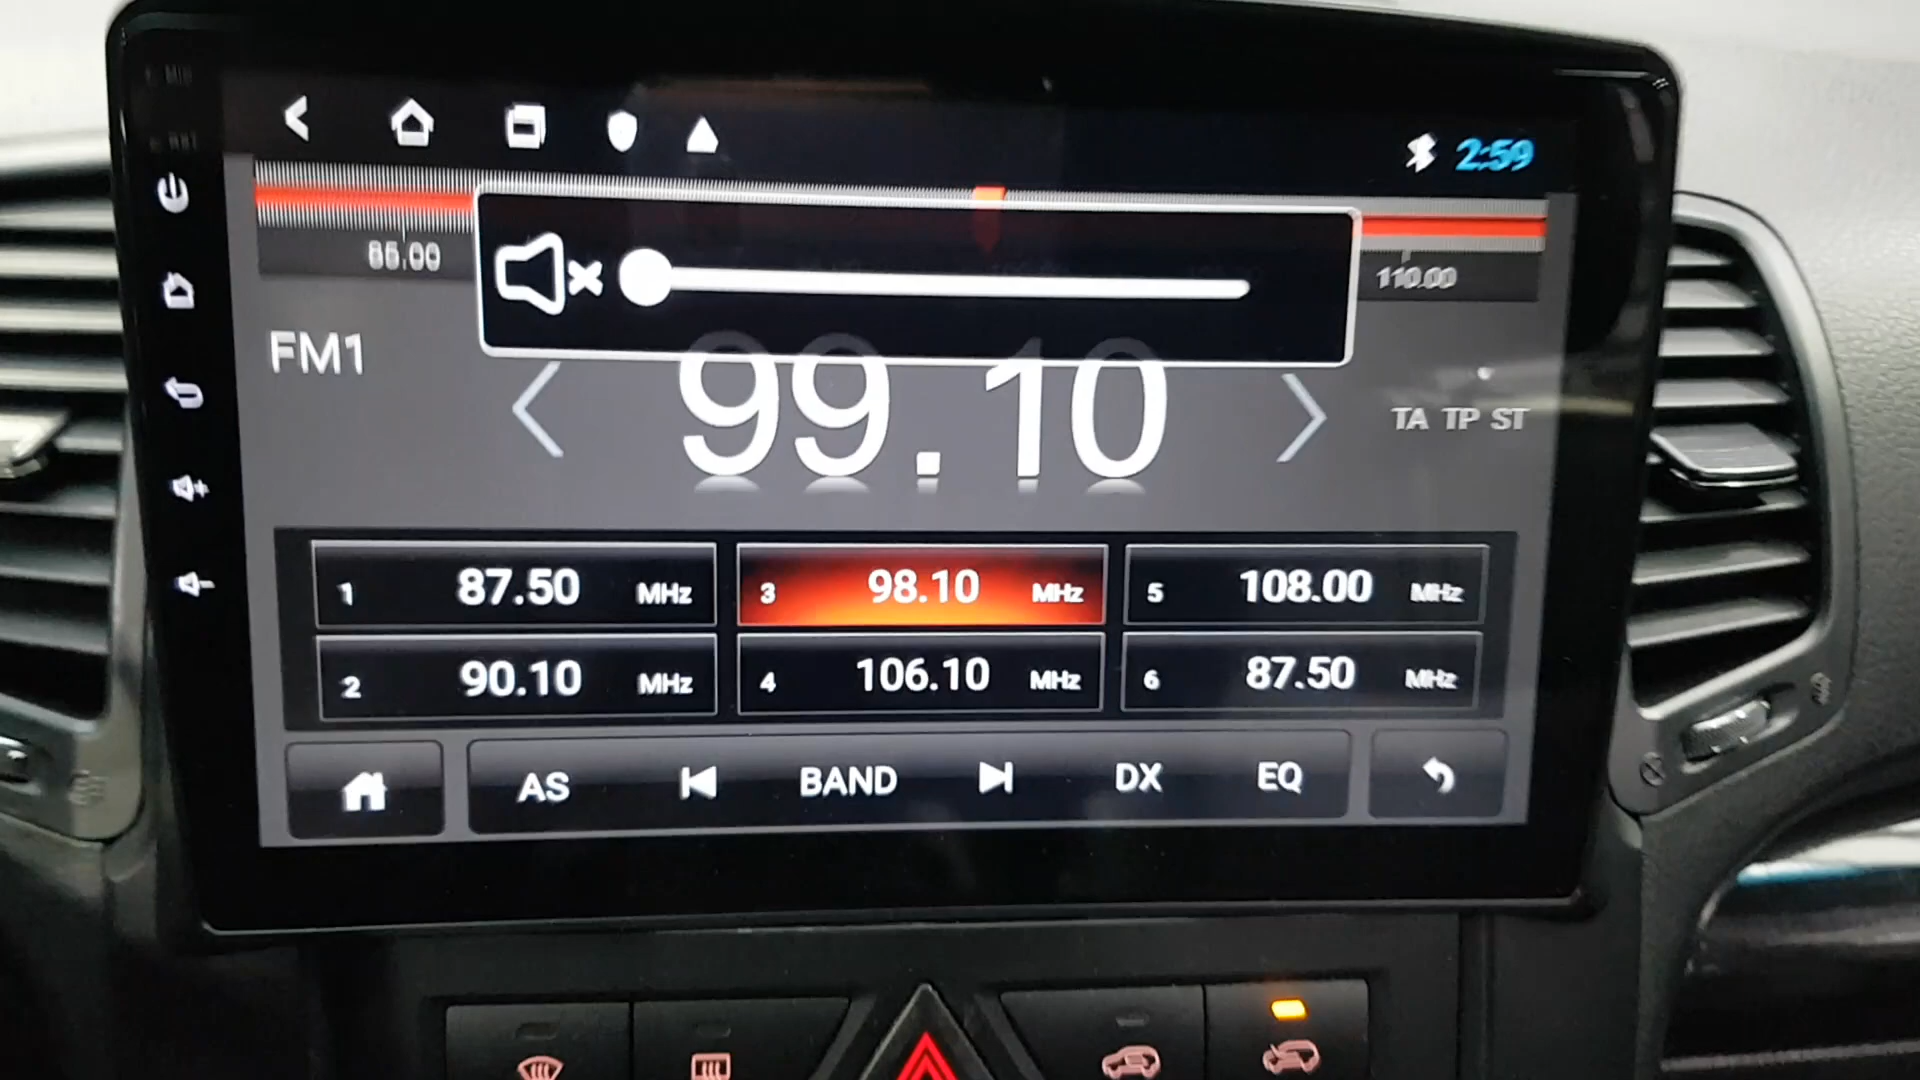 2:59
85.00
110.00
FM1
99.10
TA TP ST
1 87.50 MHz
3 98.10 MHz
5 108.00 MHz
2 90.10 MHz
4 106.10 MHz
6 87.50 MHz
AS BAND DX EQ